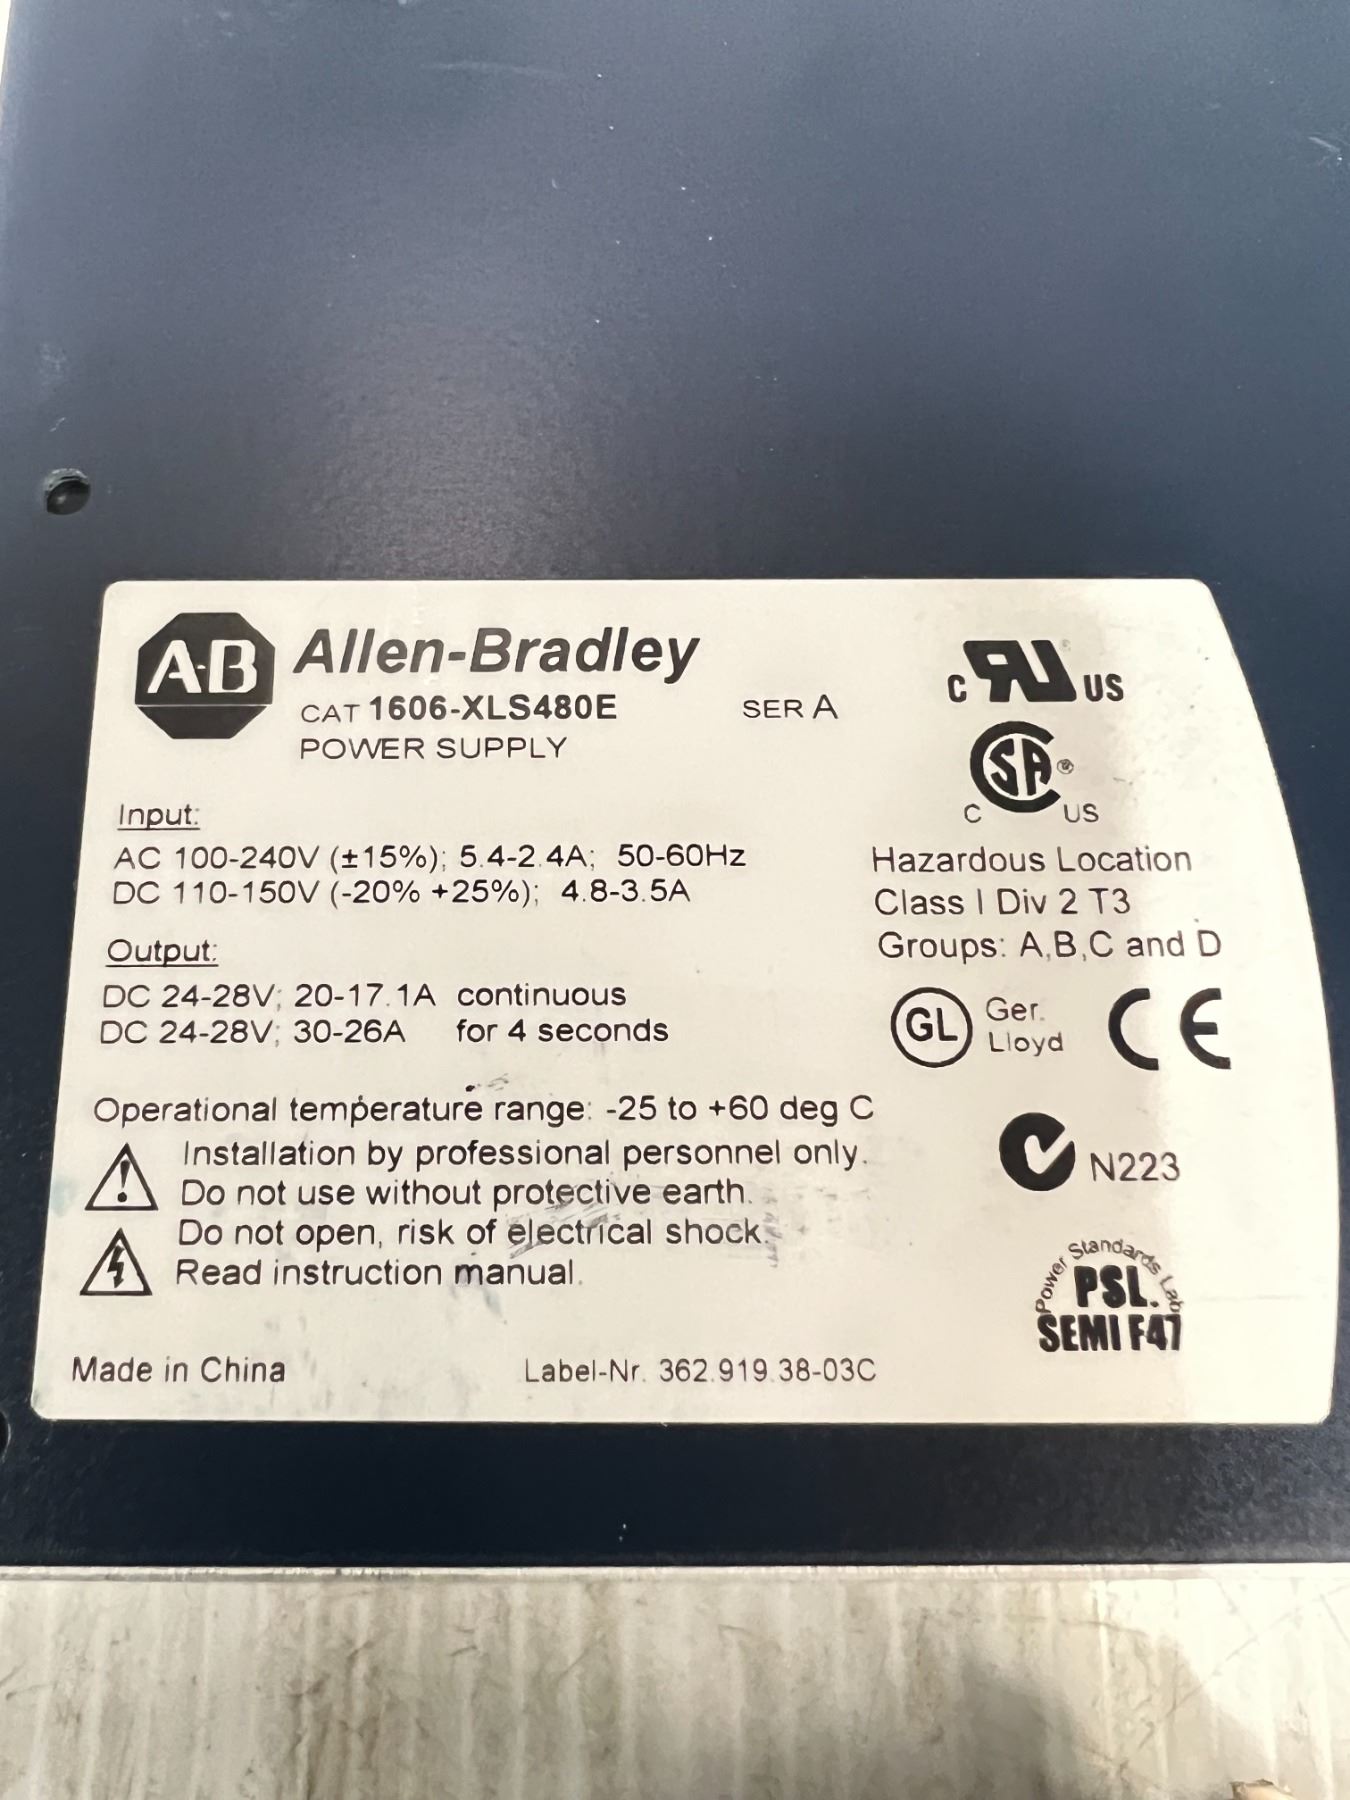 A-B Allen-Bradley
CAT 1606-XLS480E SER A
POWER SUPPLY
C RU ® US
CSA ®
C US
Input:
AC 100-240V (±15%); 5.4-2.4A; 50-60Hz
DC 110-150V (-20% +25%); 4.8-3.5A
Hazardous Location
Class I Div 2 T3
Groups: A,B,C and D
Output:
DC 24-28V; 20-17.1A continuous
DC 24-28V; 30-26A for 4 seconds
GL Ger.
Lloyd
CE
Operational temperature range: -25 to +60 deg C
Installation by professional personnel only.
Do not use without protective earth.
Do not open, risk of electrical shock.
Read instruction manual.
N223
Power Standards Lab
PSL.
SEMI F47
Made in China
Label-Nr. 362.919.38-03C